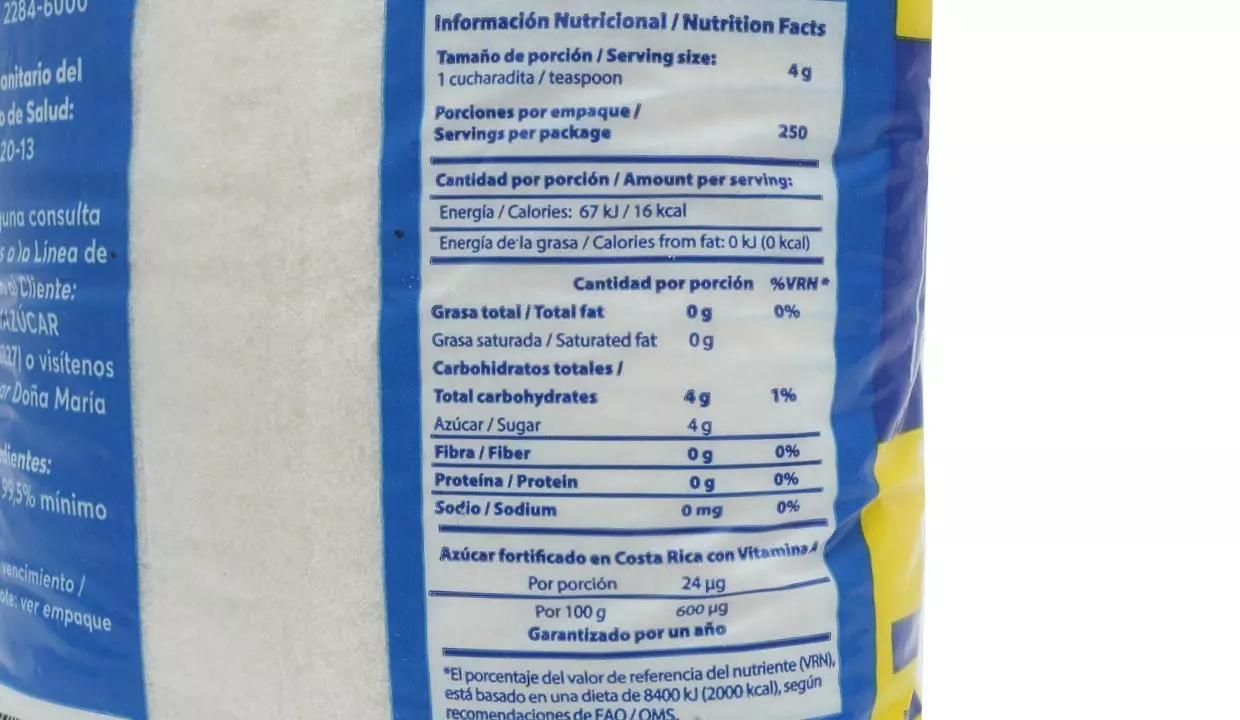 2284-6000
anitario del
o de Salud:
20-13
una consulta
s a la Línea de
Cliente:
AZÚCAR
o visítenos
Doña María
dientes:
99,5% mínimo
vencimiento /
ote: ver empaque
Información Nutricional / Nutrition Facts
Tamaño de porción / Serving size:
1 cucharadita / teaspoon 4 g
Porciones por empaque /
Servings per package 250
Cantidad por porción / Amount per serving:
Energía / Calories: 67 kJ / 16 kcal
Energía de la grasa / Calories from fat: 0 kJ (0 kcal)
Cantidad por porción %VRN *
Grasa total / Total fat 0 g 0%
Grasa saturada / Saturated fat 0 g
Carbohidratos totales /
Total carbohydrates 4 g 1%
Azúcar / Sugar 4 g
Fibra / Fiber 0 g 0%
Proteína / Protein 0 g 0%
Sodio / Sodium 0 mg 0%
Azúcar fortificado en Costa Rica con Vitamina A
Por porción 24 µg
Por 100 g 600 µg
Garantizado por un año
*El porcentaje del valor de referencia del nutriente (VRN),
está basado en una dieta de 8400 kJ (2000 kcal), según
recomendaciones de FAO / OMS.